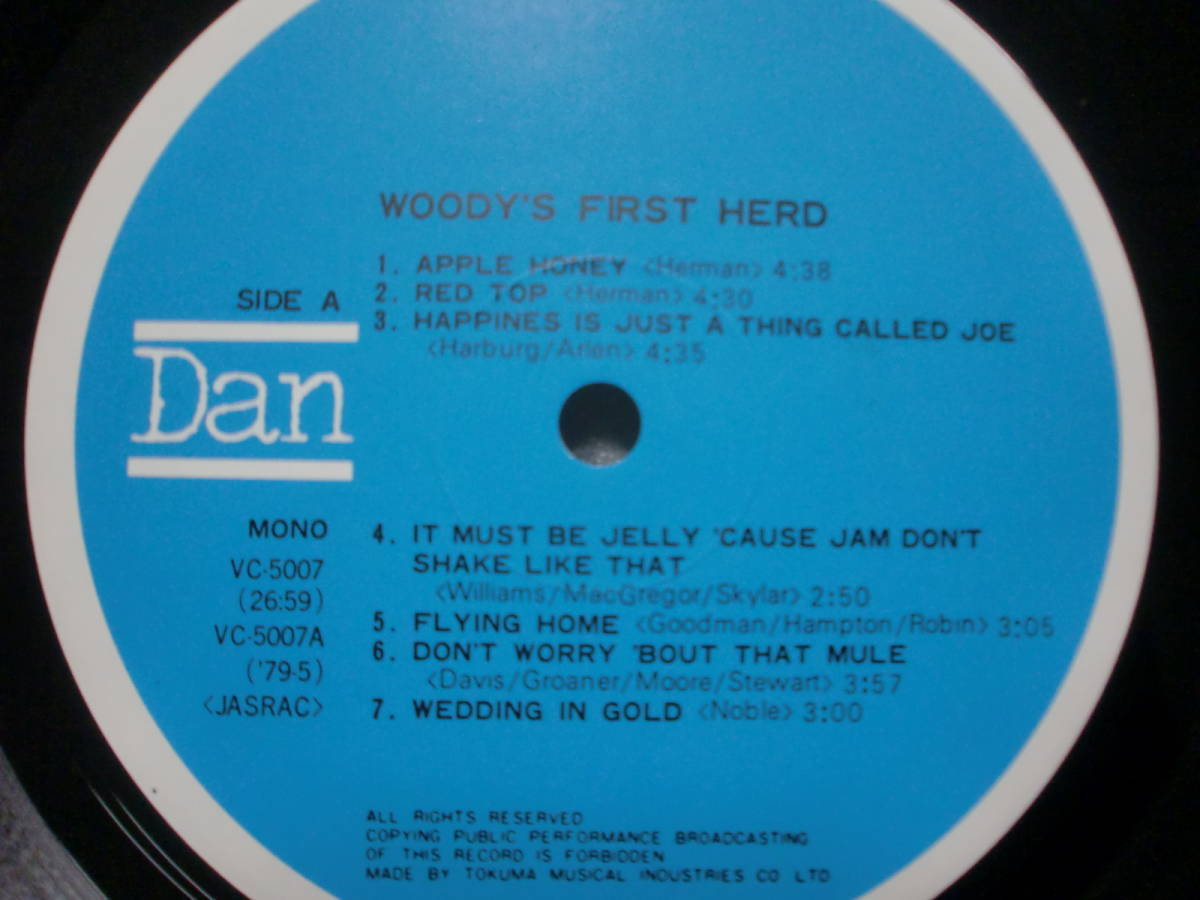 WOODY'S FIRST HERD
1. APPLE HONEY <Herman> 4:38
2. RED TOP <Herman> 4:30
3. HAPPINES IS JUST A THING CALLED JOE
<Harburg/Arlen> 4:35
SIDE A
Dan
MONO
VC-5007
(26:59)
VC-5007A
('79-5)
<JASRAC>
4. IT MUST BE JELLY 'CAUSE JAM DON'T
SHAKE LIKE THAT
<Williams/MacGregor/Skylar> 2:50
5. FLYING HOME <Goodman/Hampton/Robin> 3:05
6. DON'T WORRY 'BOUT THAT MULE
<Davis/Groaner/Moore/Stewart> 3:57
7. WEDDING IN GOLD <Noble> 3:00
ALL RIGHTS RESERVED
COPYING PUBLIC PERFORMANCE BROADCASTING
OF THIS RECORD IS FORBIDDEN
MADE BY TOKUMA MUSICAL INDUSTRIES CO LTD